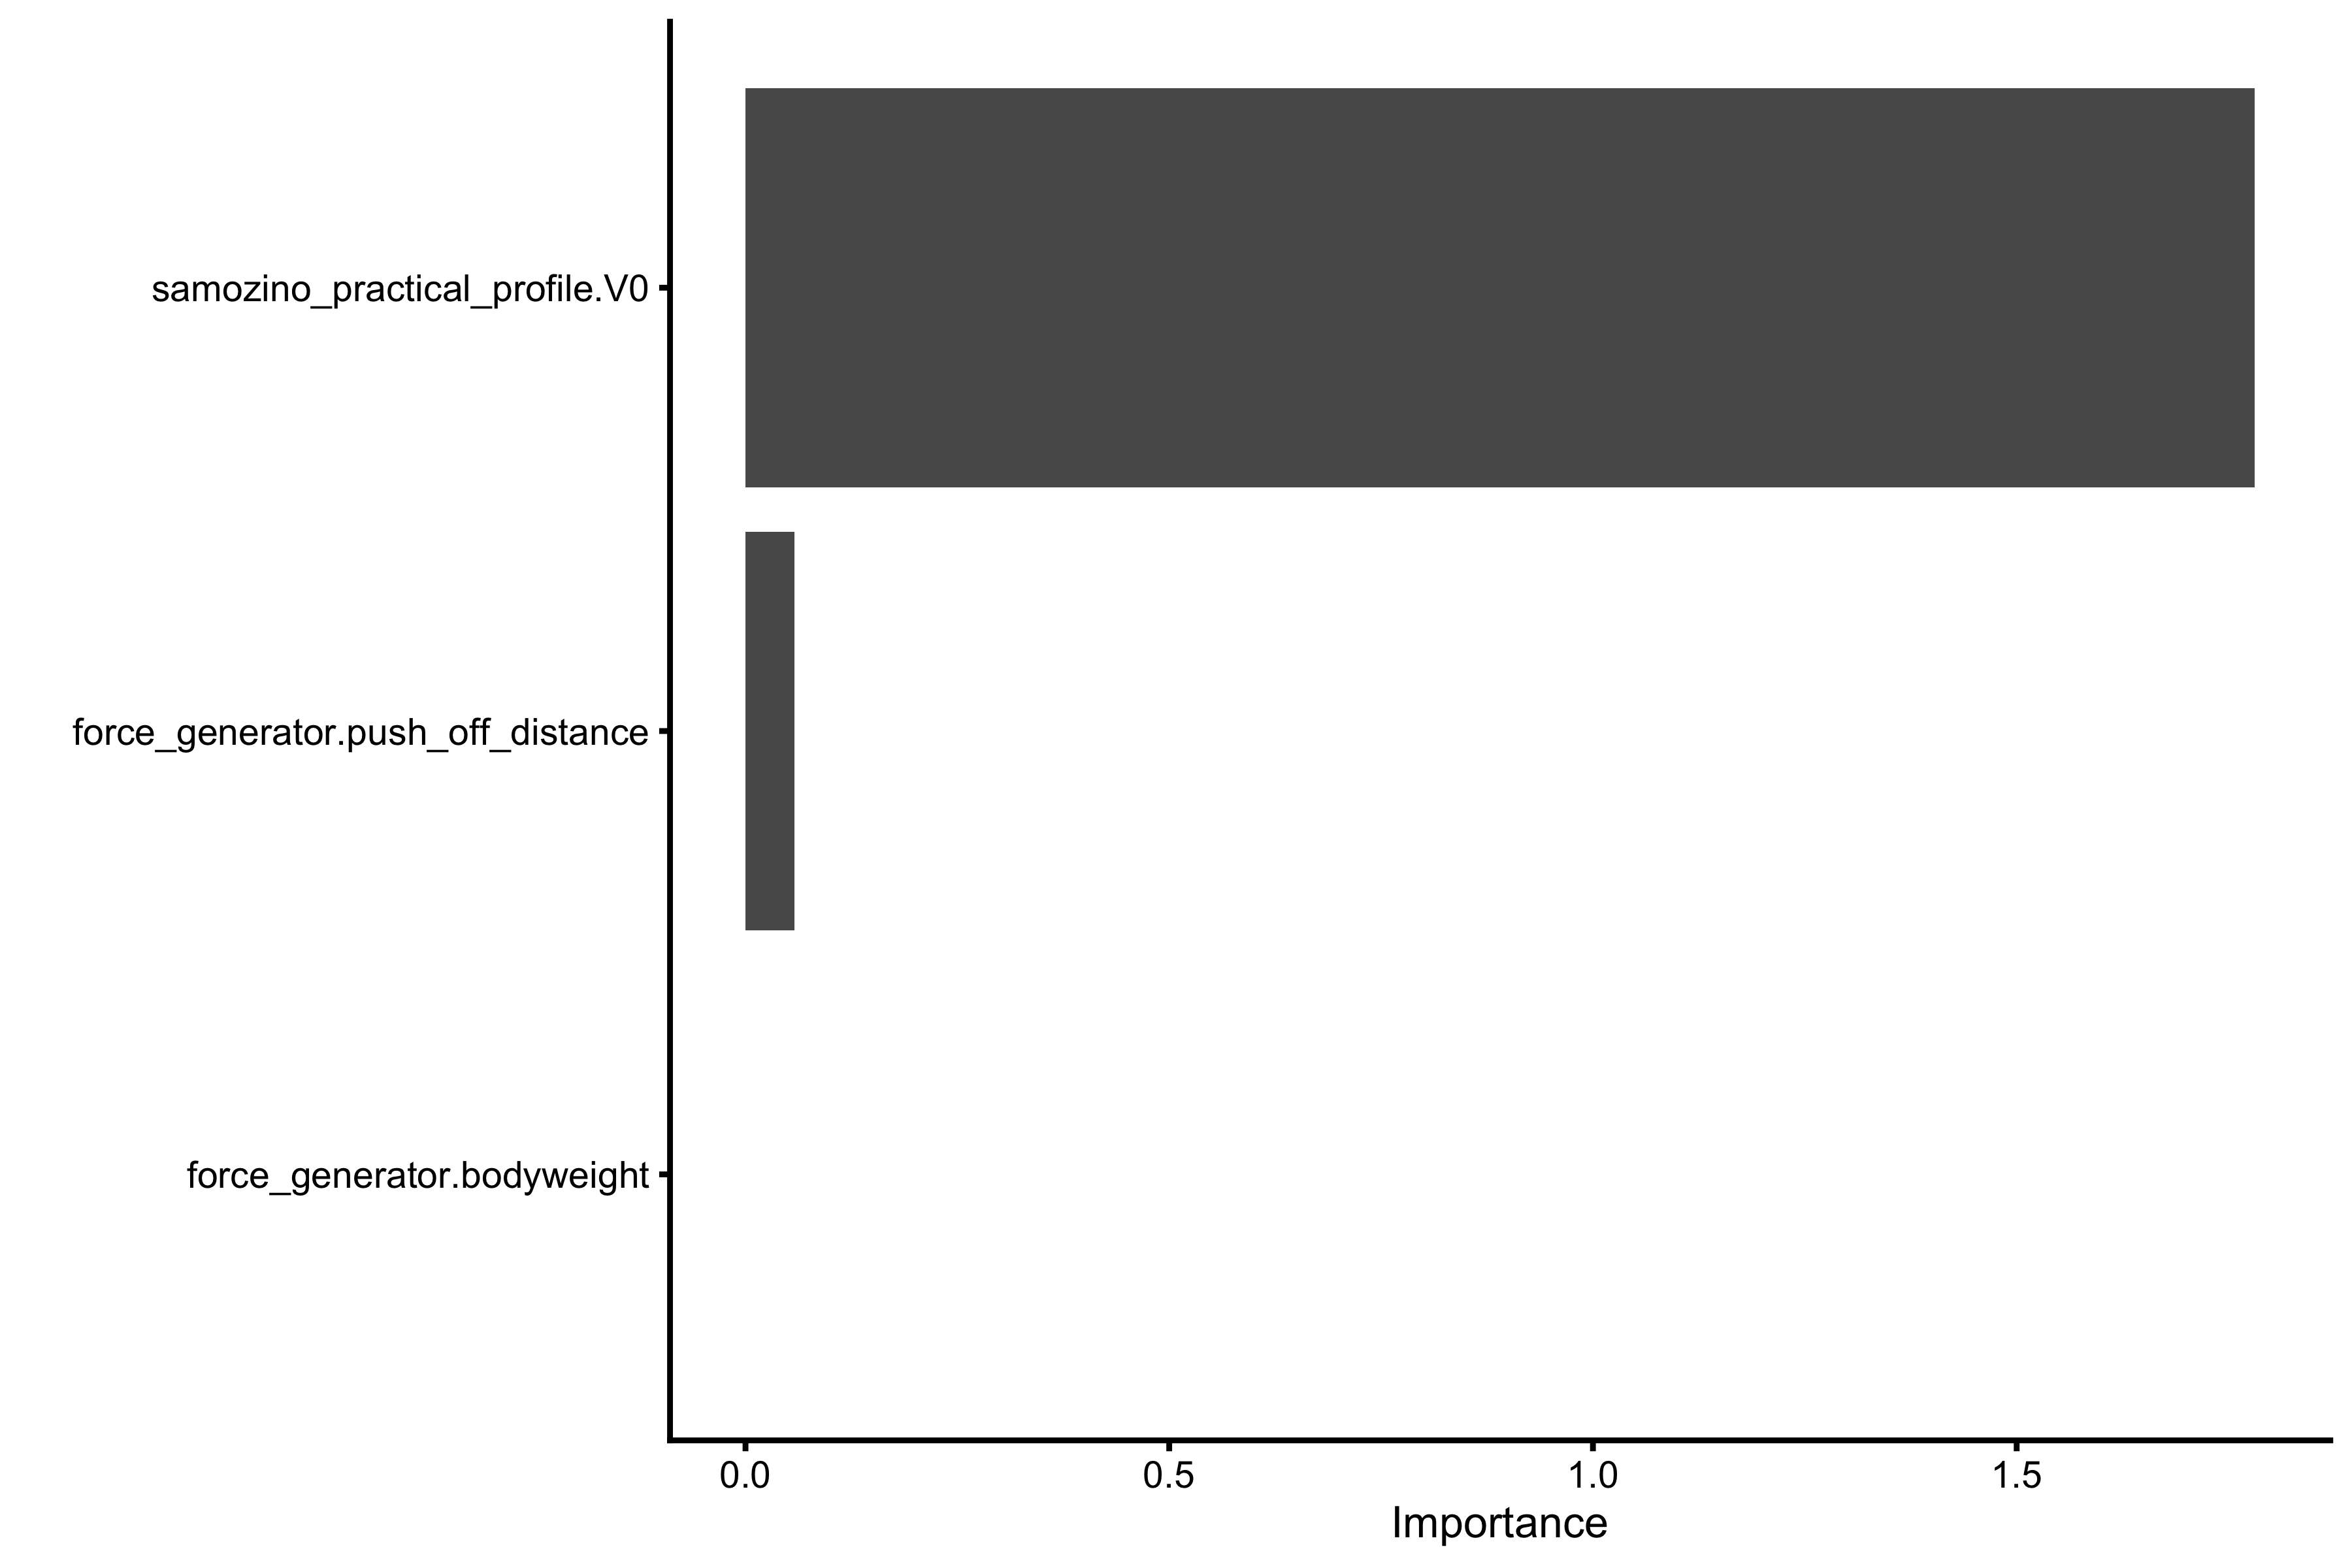 samozino_practical_profile.V0
force_generator.push_off_distance
force_generator.bodyweight
0.0 0.5 1.0 1.5
Importance